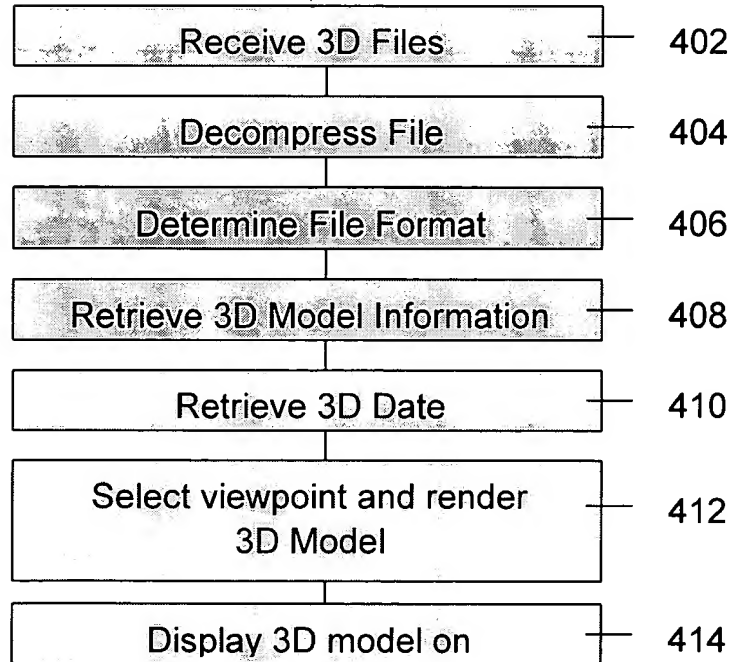 Receive 3D Files 402
Decompress File 404
Determine File Format 406
Retrieve 3D Model Information 408
Retrieve 3D Date 410
Select viewpoint and render 412
3D Model
Display 3D model on 414